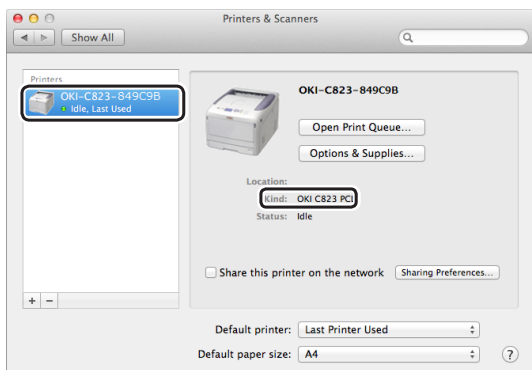 Printers & Scanners
Show All
Printers
OKI-C823-849C9B
Idle, Last Used
OKI-C823-849C9B
Open Print Queue...
Options & Supplies...
Location:
Kind: OKI C823 PCL
Status: Idle
Share this printer on the network Sharing Preferences...
+ −
Default printer: Last Printer Used
Default paper size: A4 ?